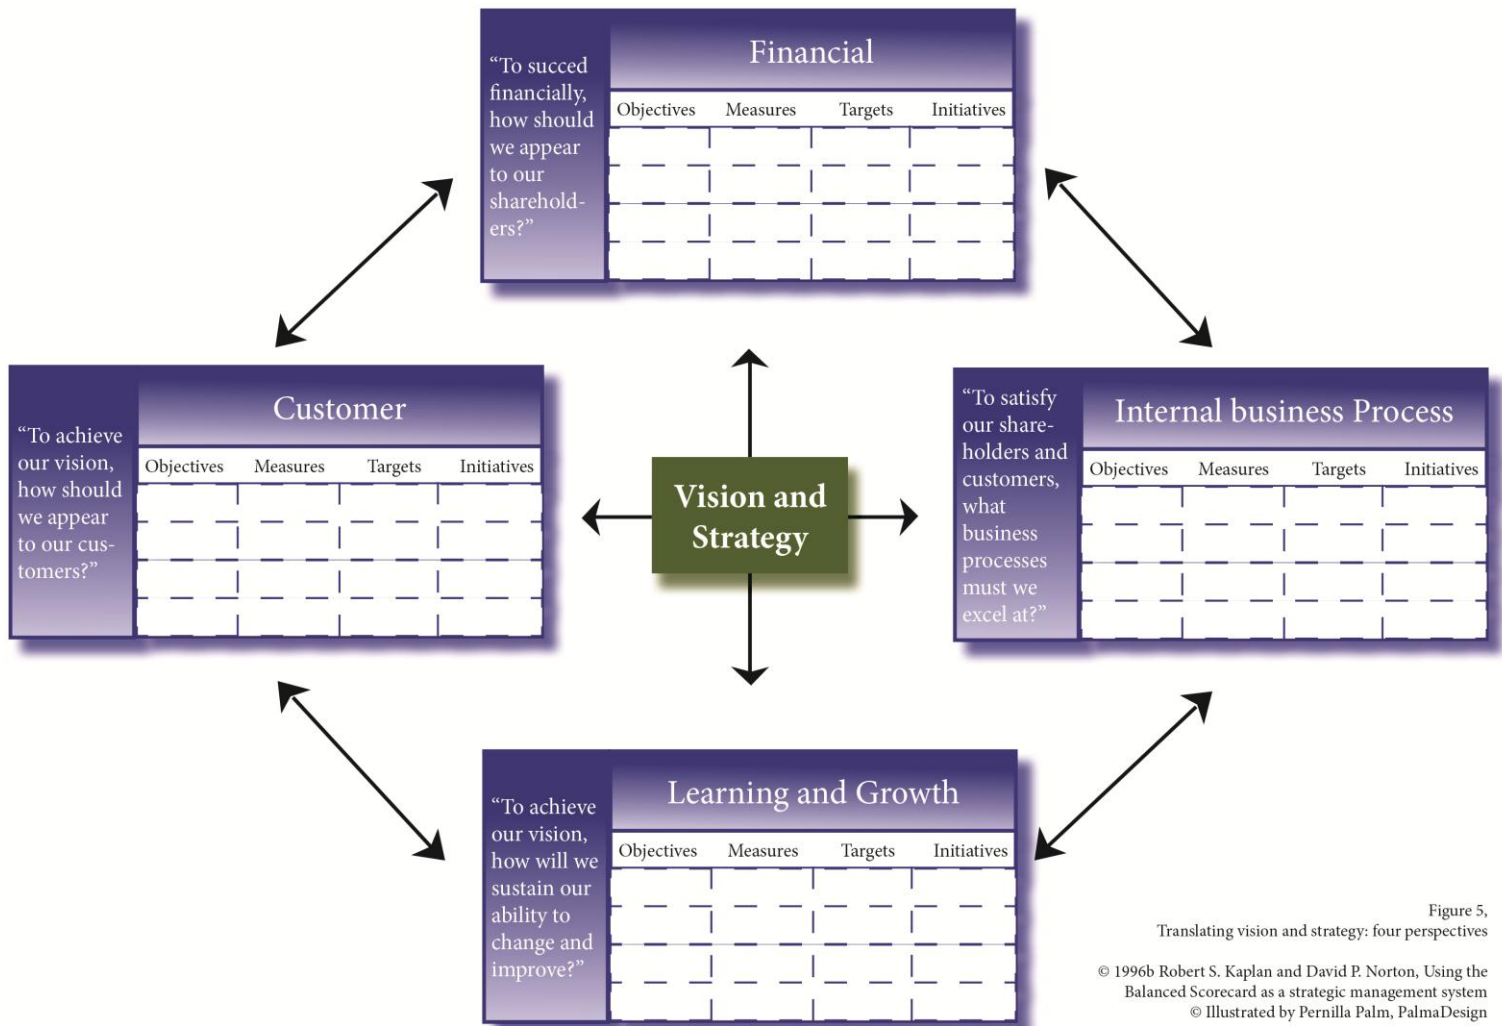 Financial
“To succed
financially,
how should
we appear
to our
sharehold-
ers?”
Objectives Measures Targets Initiatives
Customer
“To achieve
our vision,
how should
we appear
to our cus-
tomers?”
Objectives Measures Targets Initiatives
Vision and
Strategy
Internal business Process
“To satisfy
our share-
holders and
customers,
what
business
processes
must we
excel at?”
Objectives Measures Targets Initiatives
Learning and Growth
“To achieve
our vision,
how will we
sustain our
ability to
change and
improve?”
Objectives Measures Targets Initiatives
Figure 5,
Translating vision and strategy: four perspectives
© 1996b Robert S. Kaplan and David P. Norton, Using the
Balanced Scorecard as a strategic management system
© Illustrated by Pernilla Palm, PalmaDesign